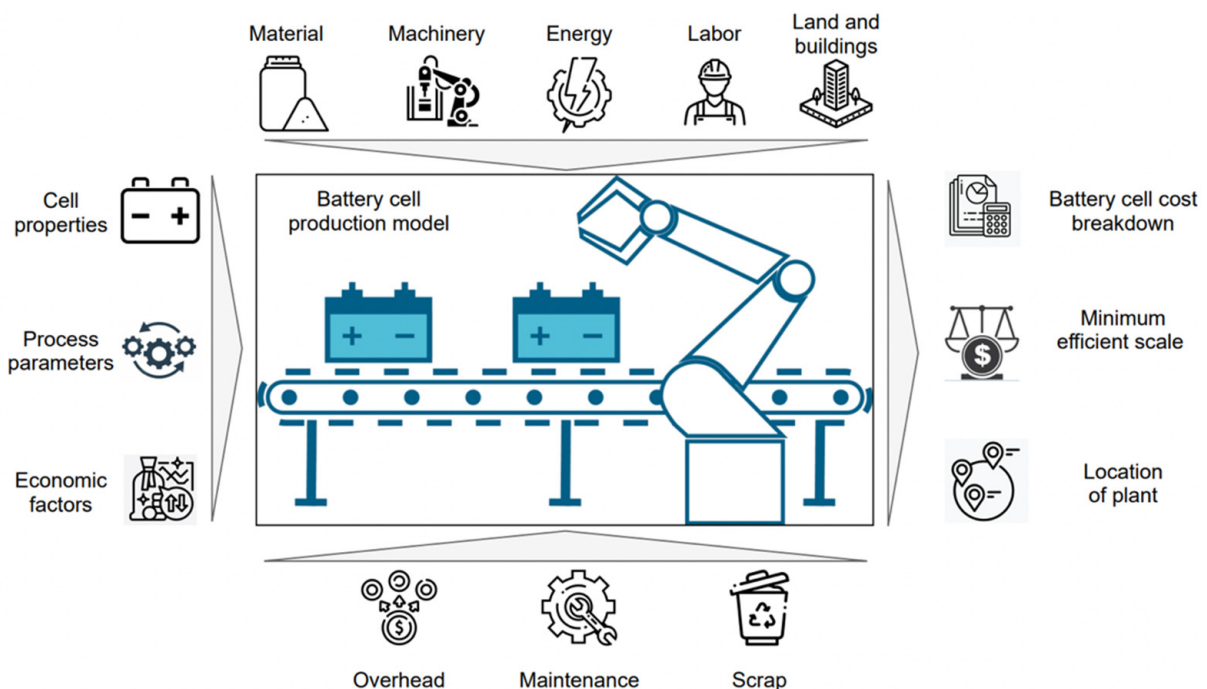 Material
Machinery
Energy
Labor
Land and
buildings
Cell
properties
Process
parameters
Economic
factors
Battery cell
production model
Battery cell cost
breakdown
Minimum
efficient scale
Location
of plant
Overhead
Maintenance
Scrap